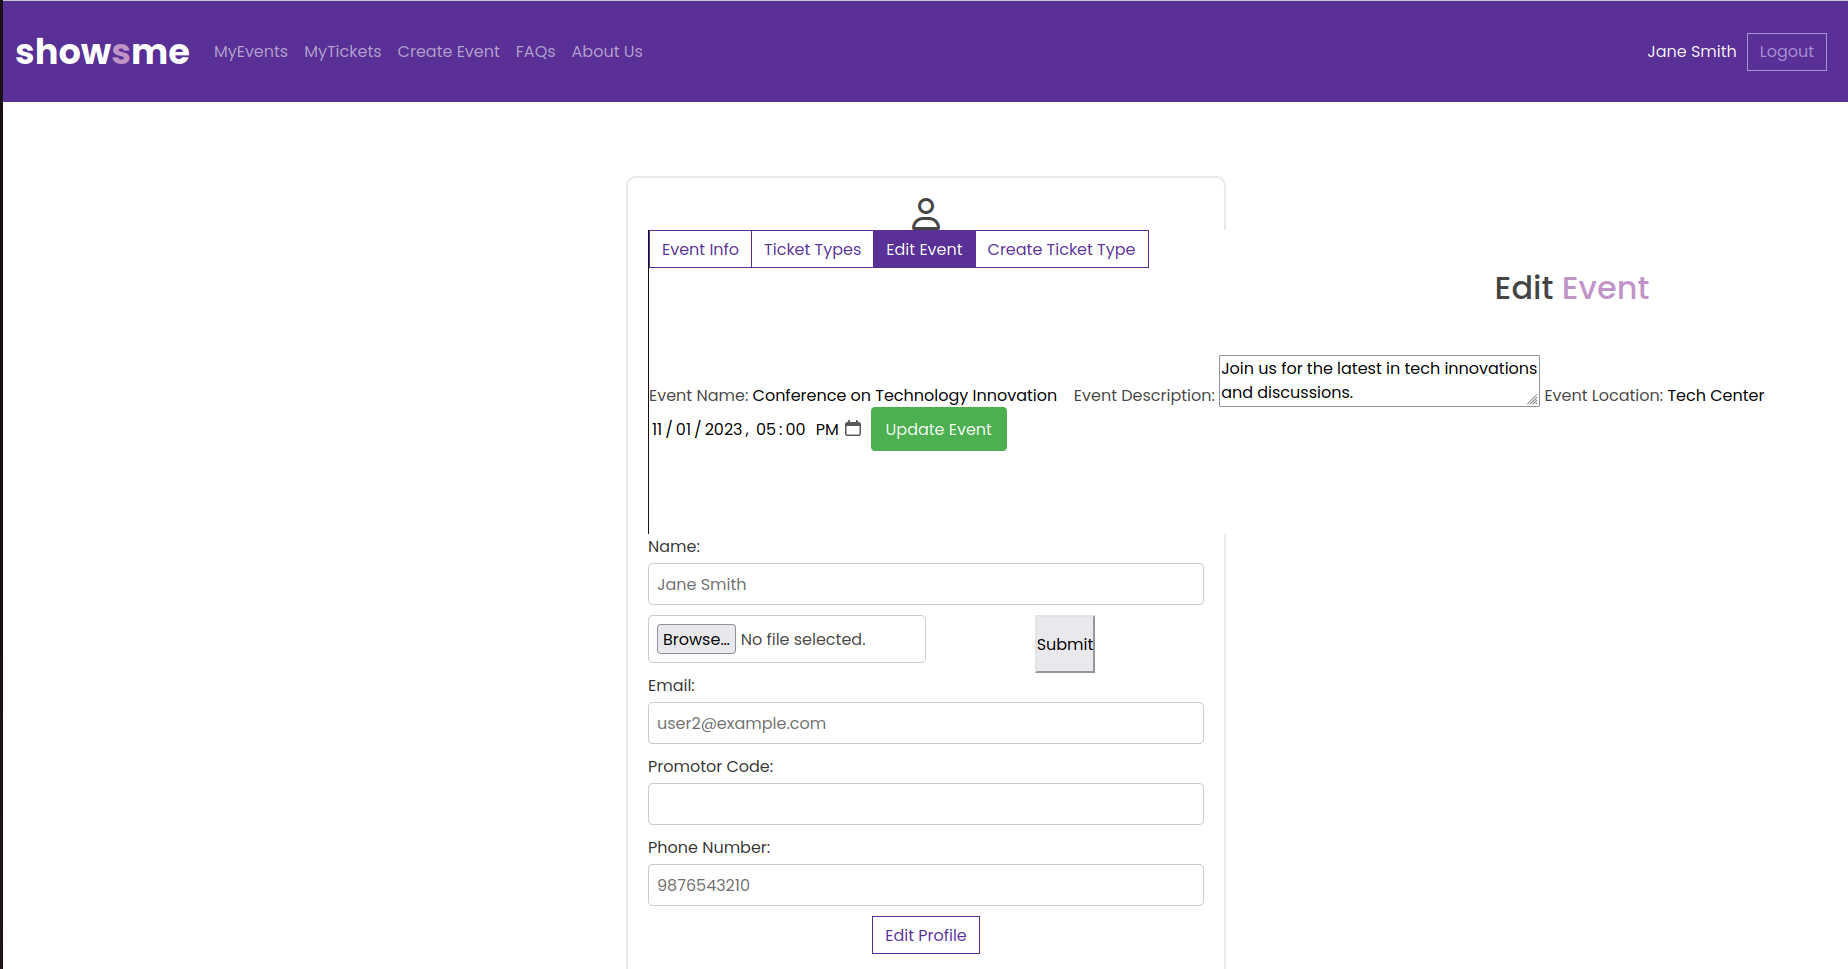 showsme MyEvents MyTickets Create Event FAQs About Us Jane Smith Logout
Event Info Ticket Types Edit Event Create Ticket Type
Edit Event
Event Name: Conference on Technology Innovation Event Description: Join us for the latest in tech innovations
and discussions. Event Location: Tech Center
11/01/2023, 05:00 PM Update Event
Name:
Jane Smith
Browse... No file selected. Submit
Email:
user2@example.com
Promotor Code:
Phone Number:
9876543210
Edit Profile